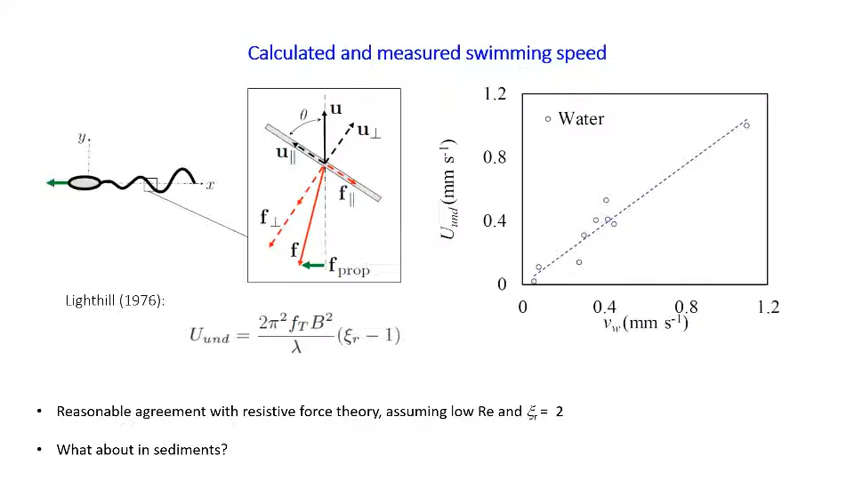 Calculated and measured swimming speed
y
x
θ
u
u⊥
u∥
f∥
f⊥
f
fprop
1.2
0.8
0.4
0
Water
Uund (mm s-1)
0
0.4
0.8
1.2
vw (mm s-1)
Lighthill (1976):
Uund = 2π²fTB²/λ (ξr − 1)
• Reasonable agreement with resistive force theory, assuming low Re and ξr = 2
• What about in sediments?